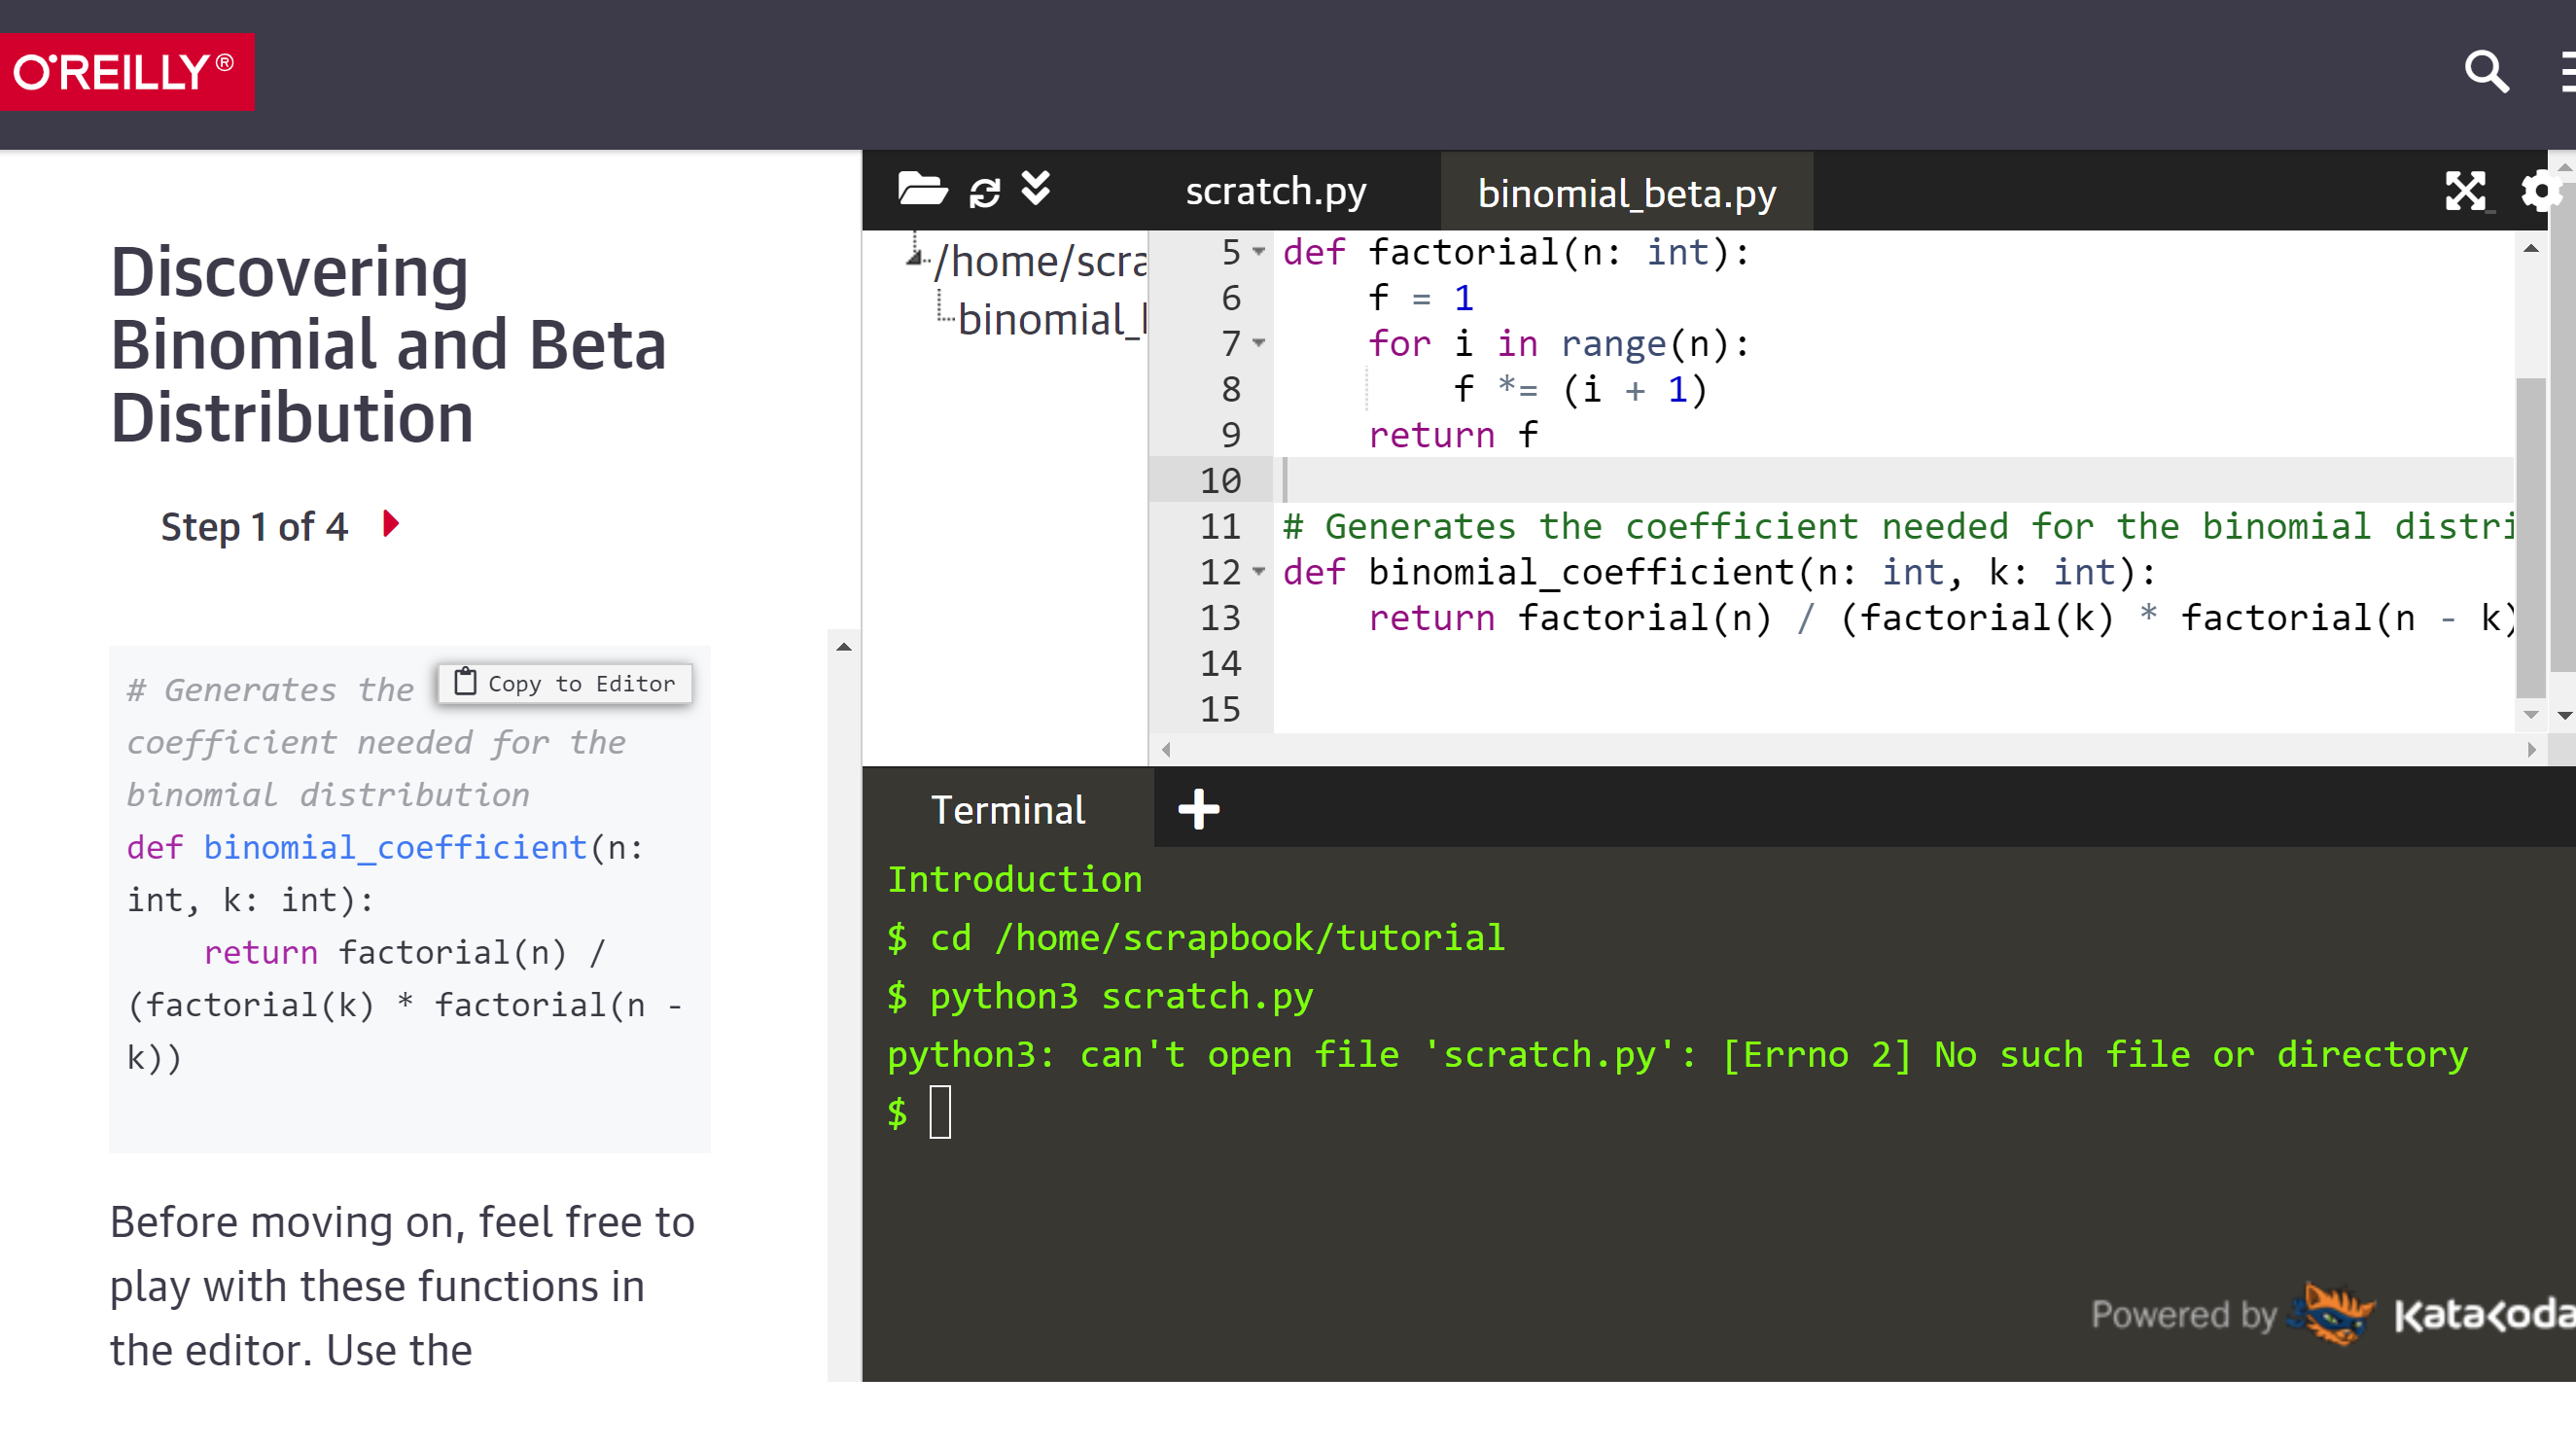 O'REILLY®
Discovering
Binomial and Beta
Distribution
Step 1 of 4
# Generates the
Copy to Editor
coefficient needed for the
binomial distribution
def binomial_coefficient(n:
int, k: int):
return factorial(n) /
(factorial(k) * factorial(n -
k))
Before moving on, feel free to
play with these functions in
the editor. Use the
scratch.py
binomial_beta.py
/home/scra
binomial_
5 def factorial(n: int):
6 f = 1
7 for i in range(n):
8 f *= (i + 1)
9 return f
10
11 # Generates the coefficient needed for the binomial distri
12 def binomial_coefficient(n: int, k: int):
13 return factorial(n) / (factorial(k) * factorial(n - k)
14
15
Terminal
Introduction
$ cd /home/scrapbook/tutorial
$ python3 scratch.py
python3: can't open file 'scratch.py': [Errno 2] No such file or directory
$
Powered by Katacoda